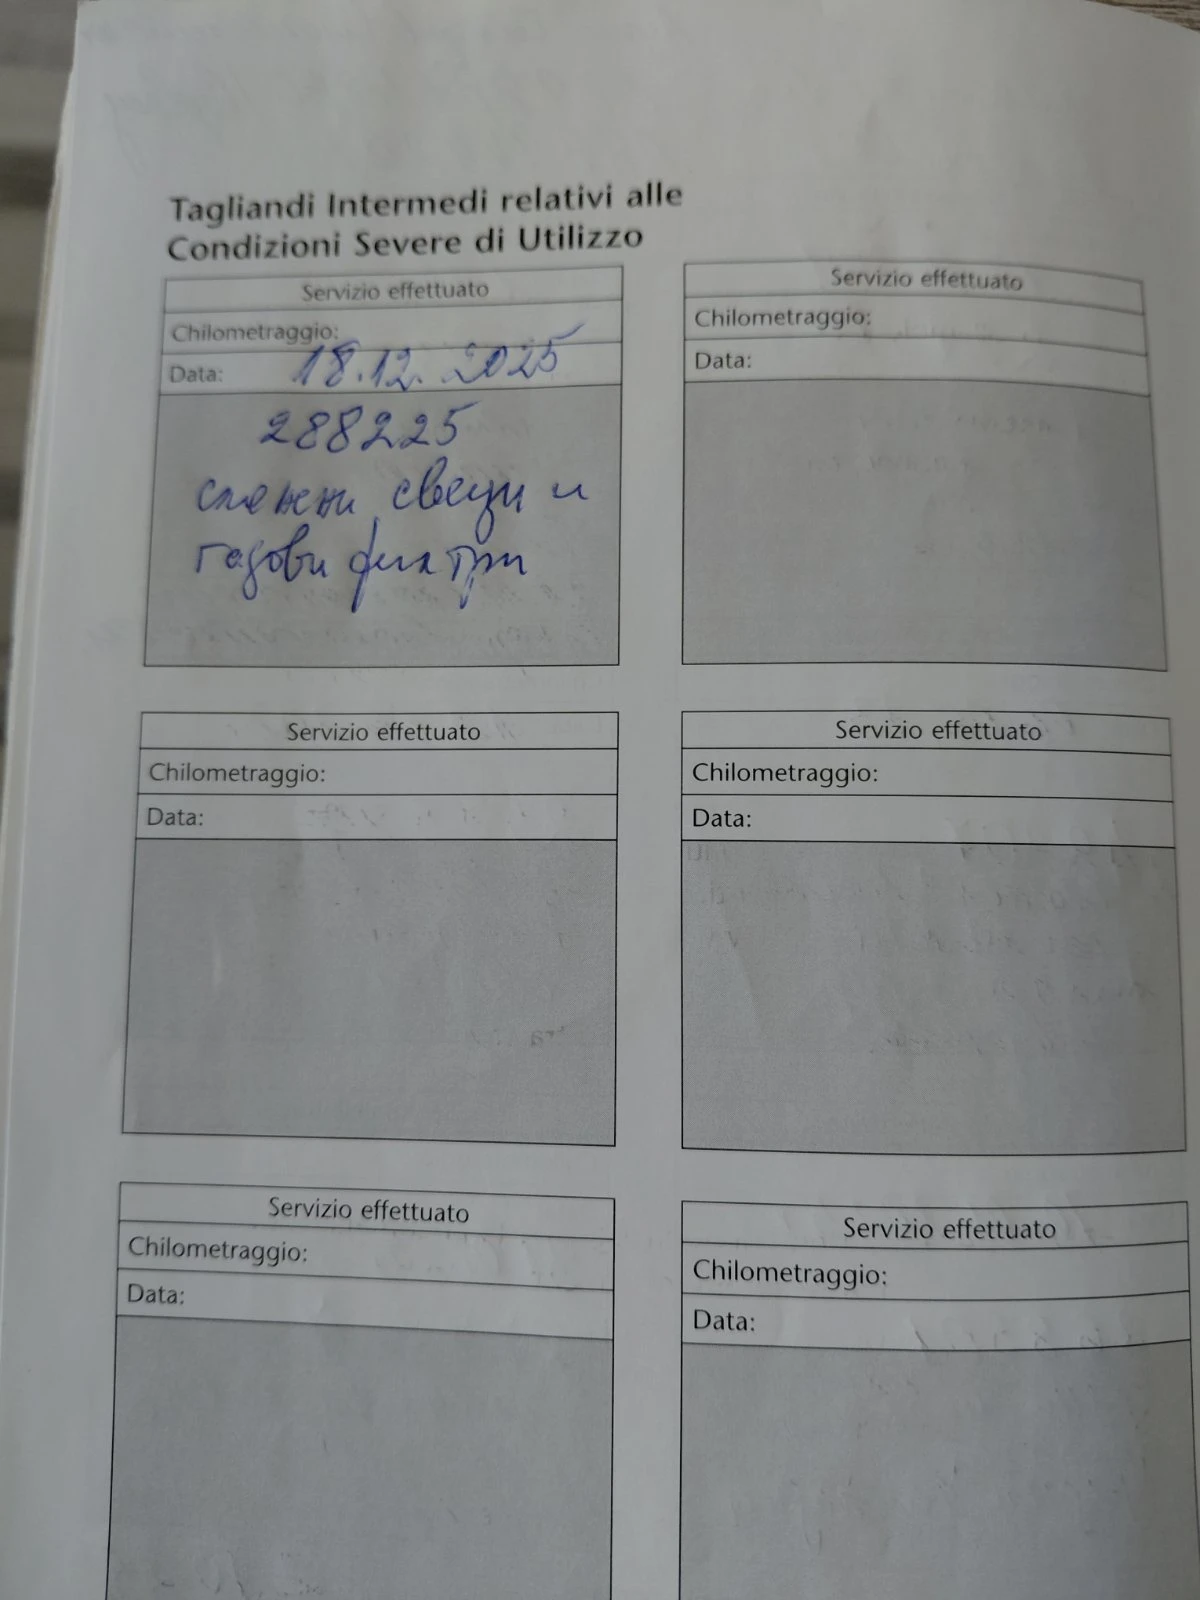 Tagliandi Intermedi relativi alle
Condizioni Severe di Utilizzo
Servizio effettuato
Chilometraggio:
Data: 18.12.2025
288225
сменени свещи и
газови филтри
Servizio effettuato
Chilometraggio:
Data:
Servizio effettuato
Chilometraggio:
Data:
Servizio effettuato
Chilometraggio:
Data:
Servizio effettuato
Chilometraggio:
Data:
Servizio effettuato
Chilometraggio:
Data: